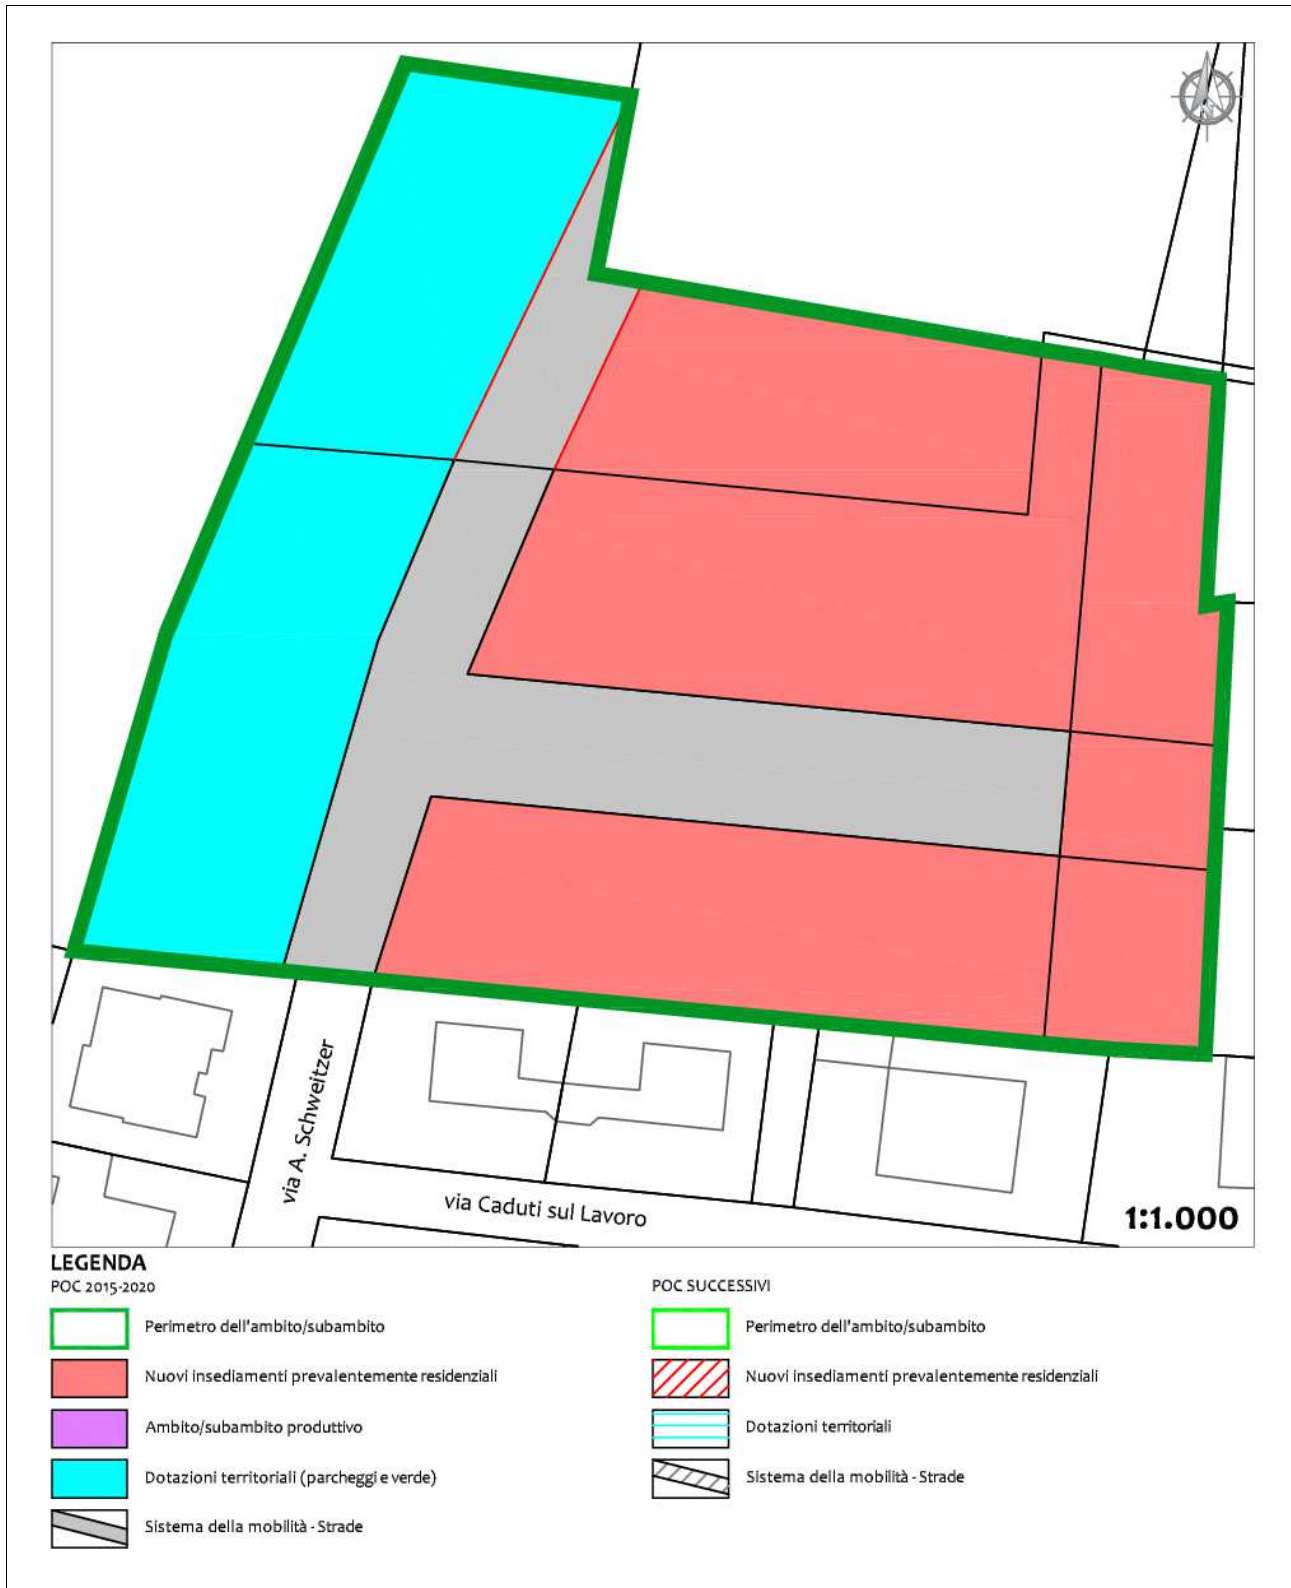 via A. Schweitzer
via Caduti sul Lavoro
1:1.000
LEGENDA
POC 2015-2020
Perimetro dell'ambito/subambito
Nuovi insediamenti prevalentemente residenziali
Ambito/subambito produttivo
Dotazioni territoriali (parcheggi e verde)
Sistema della mobilità - Strade
POC SUCCESSIVI
Perimetro dell'ambito/subambito
Nuovi insediamenti prevalentemente residenziali
Dotazioni territoriali
Sistema della mobilità - Strade